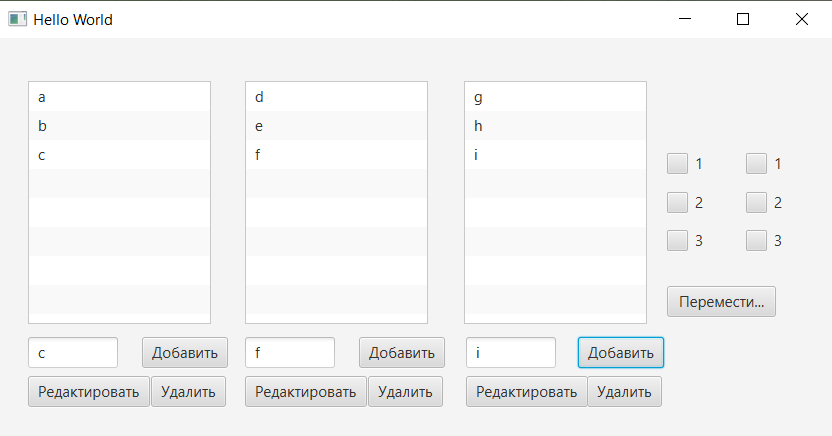 Hello World
a d g
b e h
c f i
1 1
2 2
3 3
Перемести...
c Добавить f Добавить i Добавить
Редактировать Удалить Редактировать Удалить Редактировать Удалить